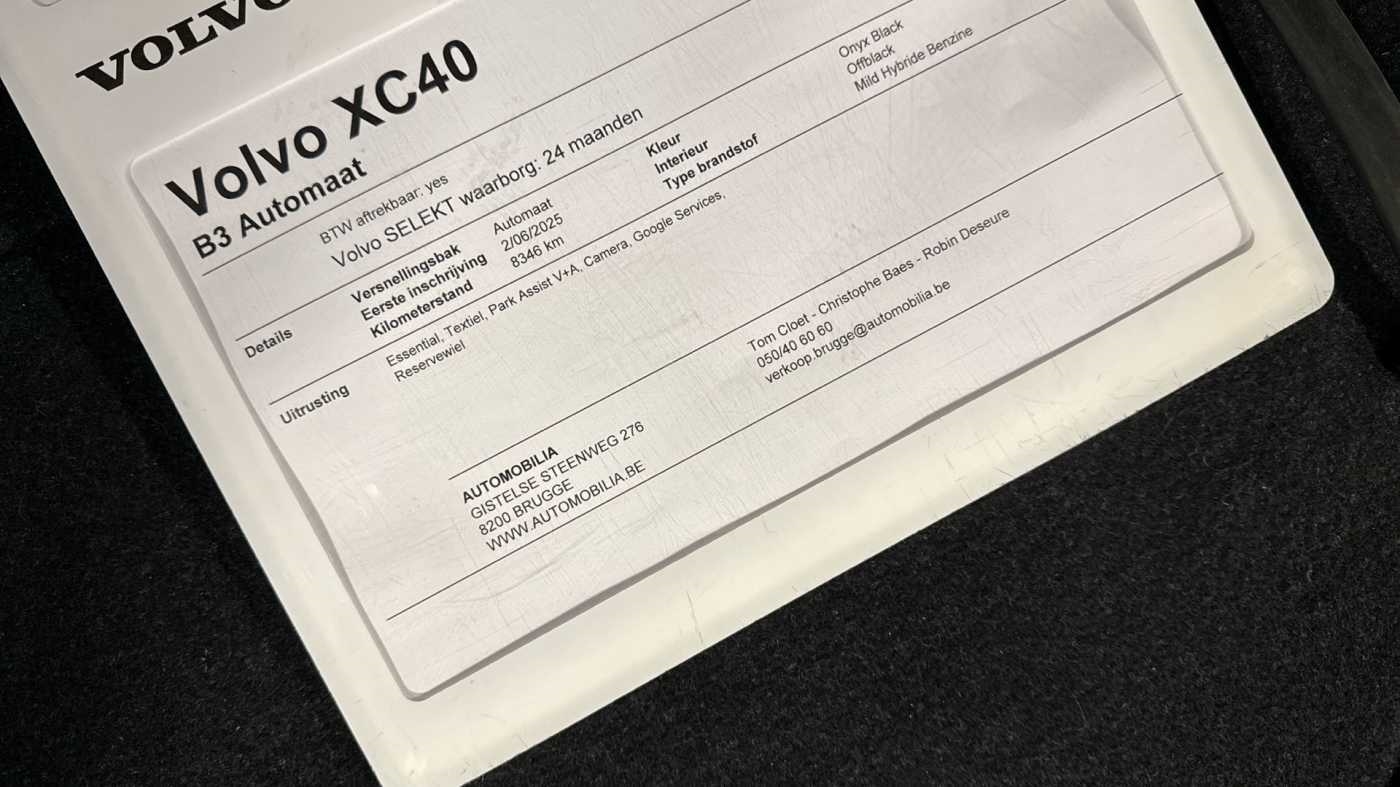 VOLVO
Volvo XC40
B3 Automaat
BTW aftrekbaar: yes
Volvo SELEKT waarborg: 24 maanden
Details
Versnellingsbak Automaat
Eerste inschrijving 2/06/2025
Kilometerstand 8346 km
Kleur Onyx Black
Interieur Offblack
Type brandstof Mild Hybride Benzine
Uitrusting
Essential, Textiel, Park Assist V+A, Camera, Google Services,
Reservewiel
AUTOMOBILIA
GISTELSE STEENWEG 276
8200 BRUGGE
WWW.AUTOMOBILIA.BE
Tom Cloet - Christophe Baes - Robin Deseure
050/40 60 60
verkoop.brugge@automobilia.be